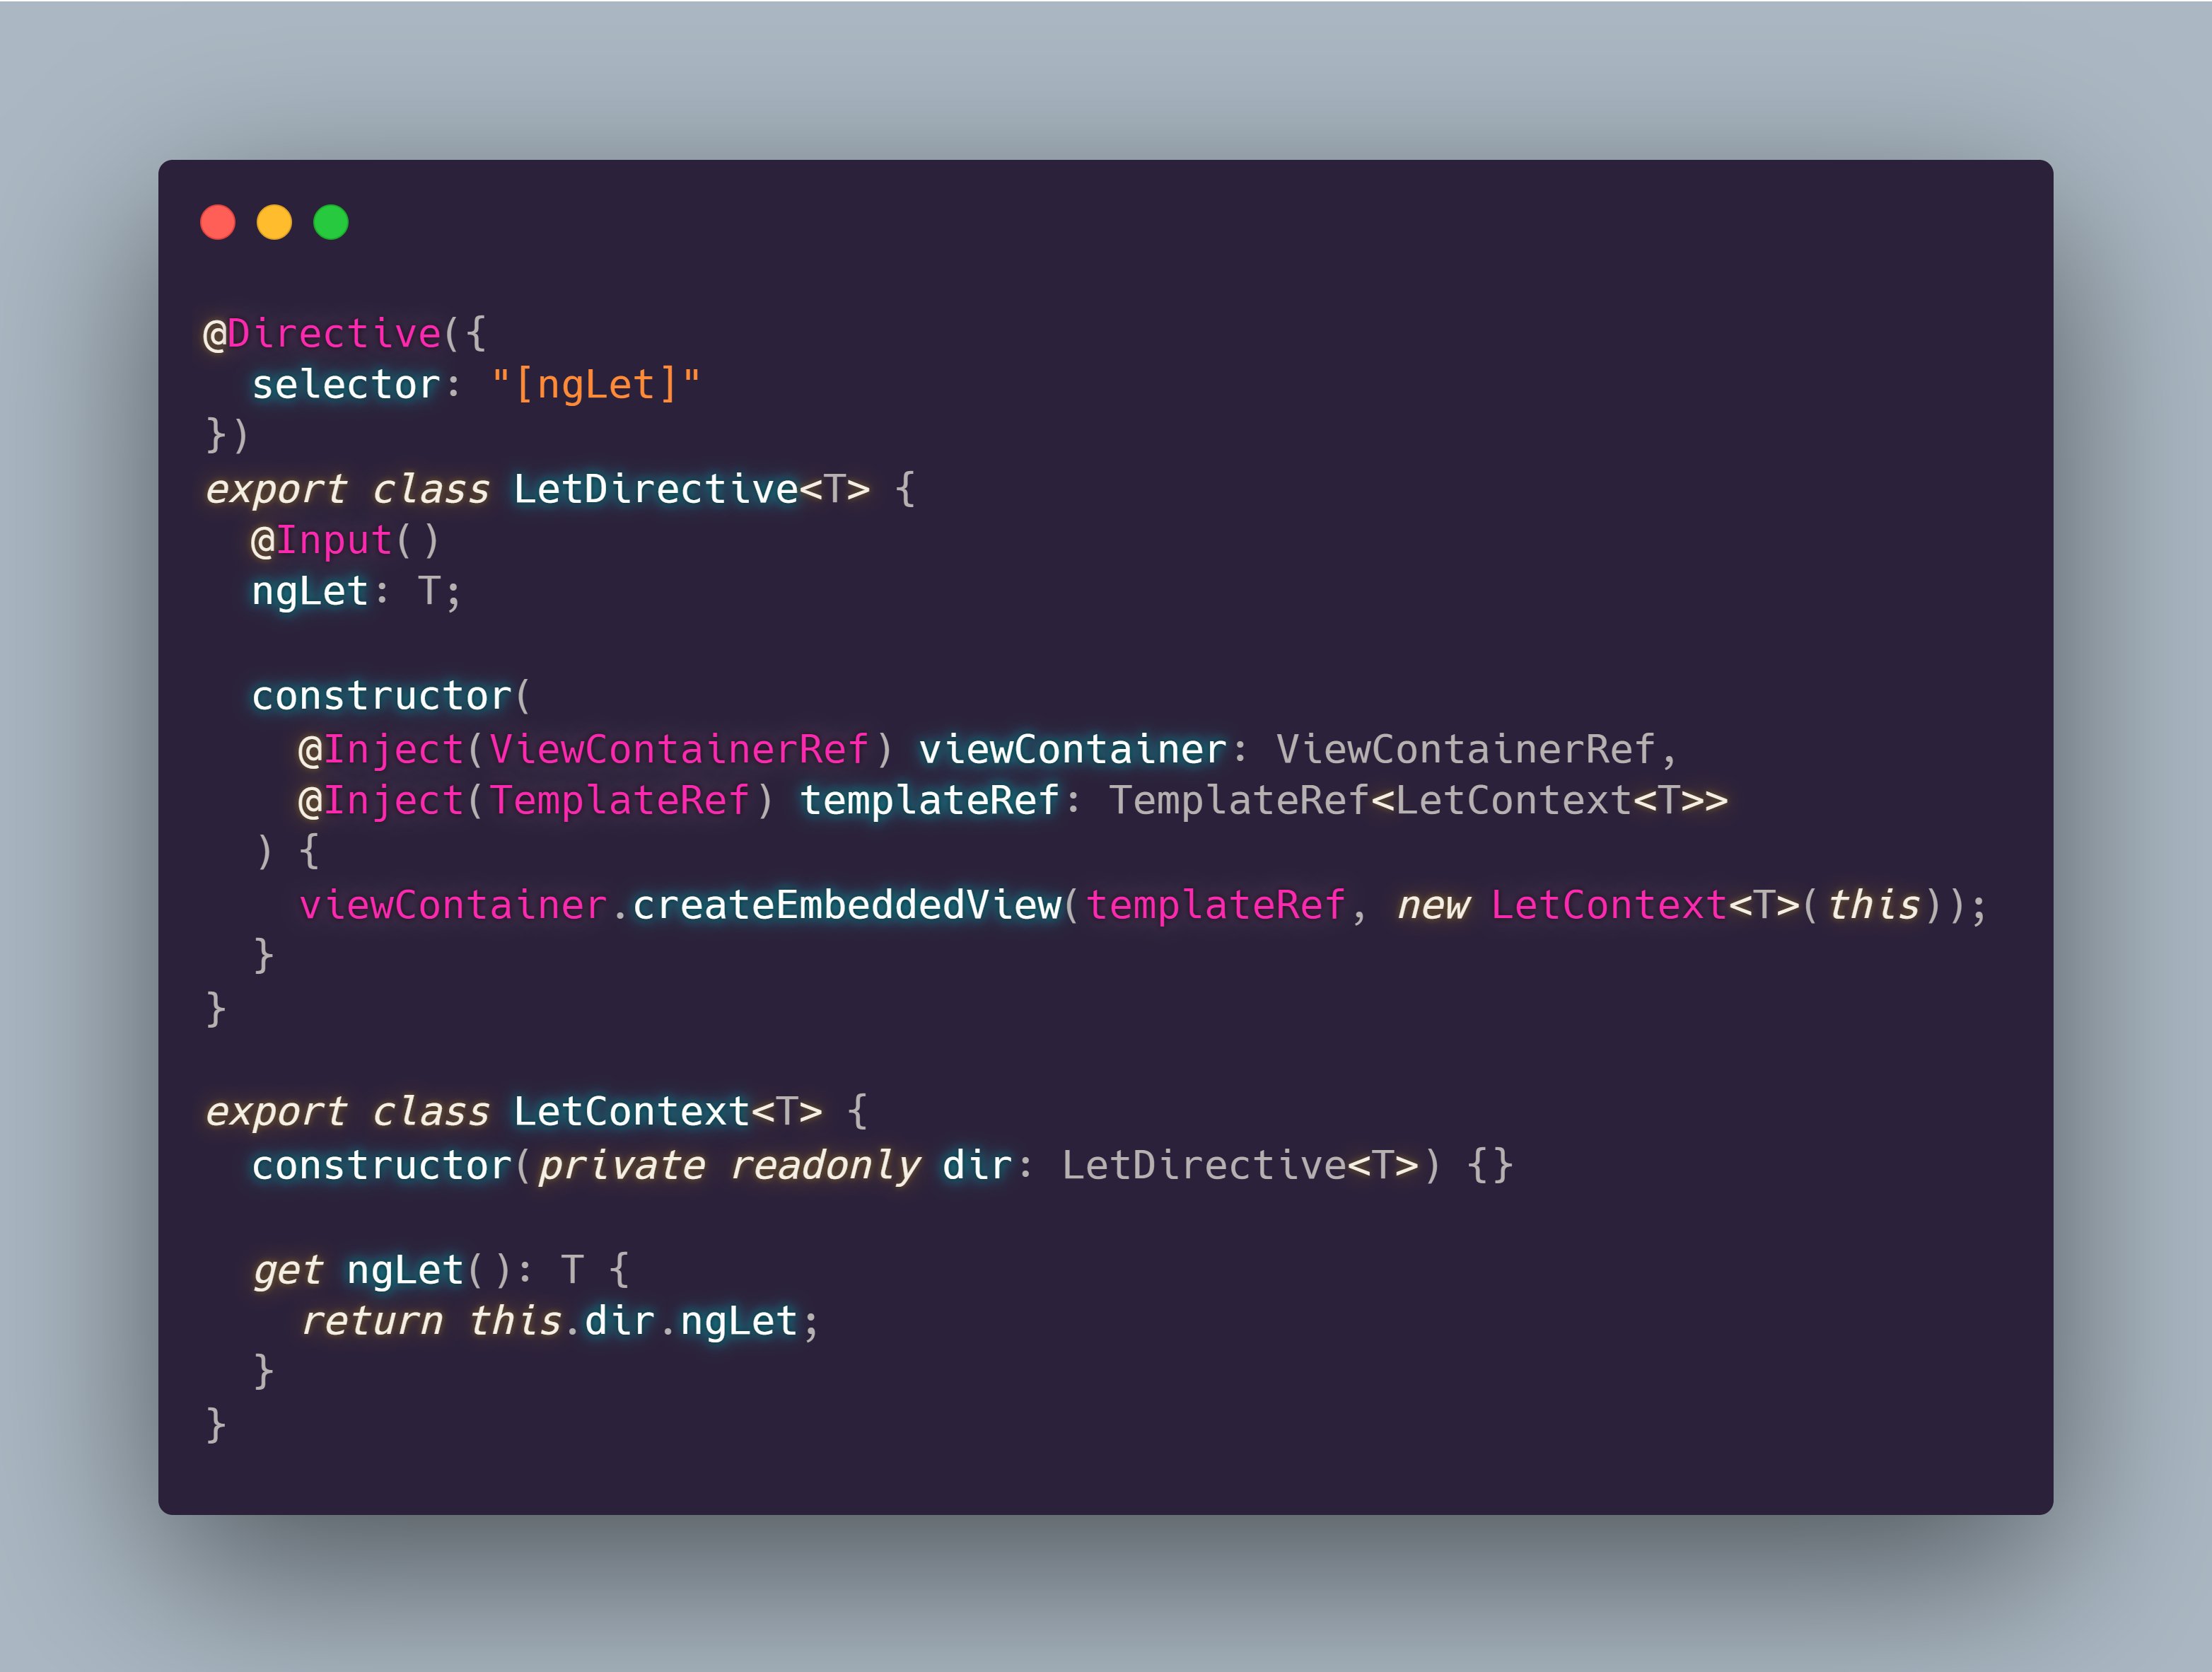 @Directive({
  selector: "[ngLet]"
})
export class LetDirective<T> {
  @Input()
  ngLet: T;

  constructor(
    @Inject(ViewContainerRef) viewContainer: ViewContainerRef,
    @Inject(TemplateRef) templateRef: TemplateRef<LetContext<T>>
  ) {
    viewContainer.createEmbeddedView(templateRef, new LetContext<T>(this));
  }
}

export class LetContext<T> {
  constructor(private readonly dir: LetDirective<T>) {}

  get ngLet(): T {
    return this.dir.ngLet;
  }
}